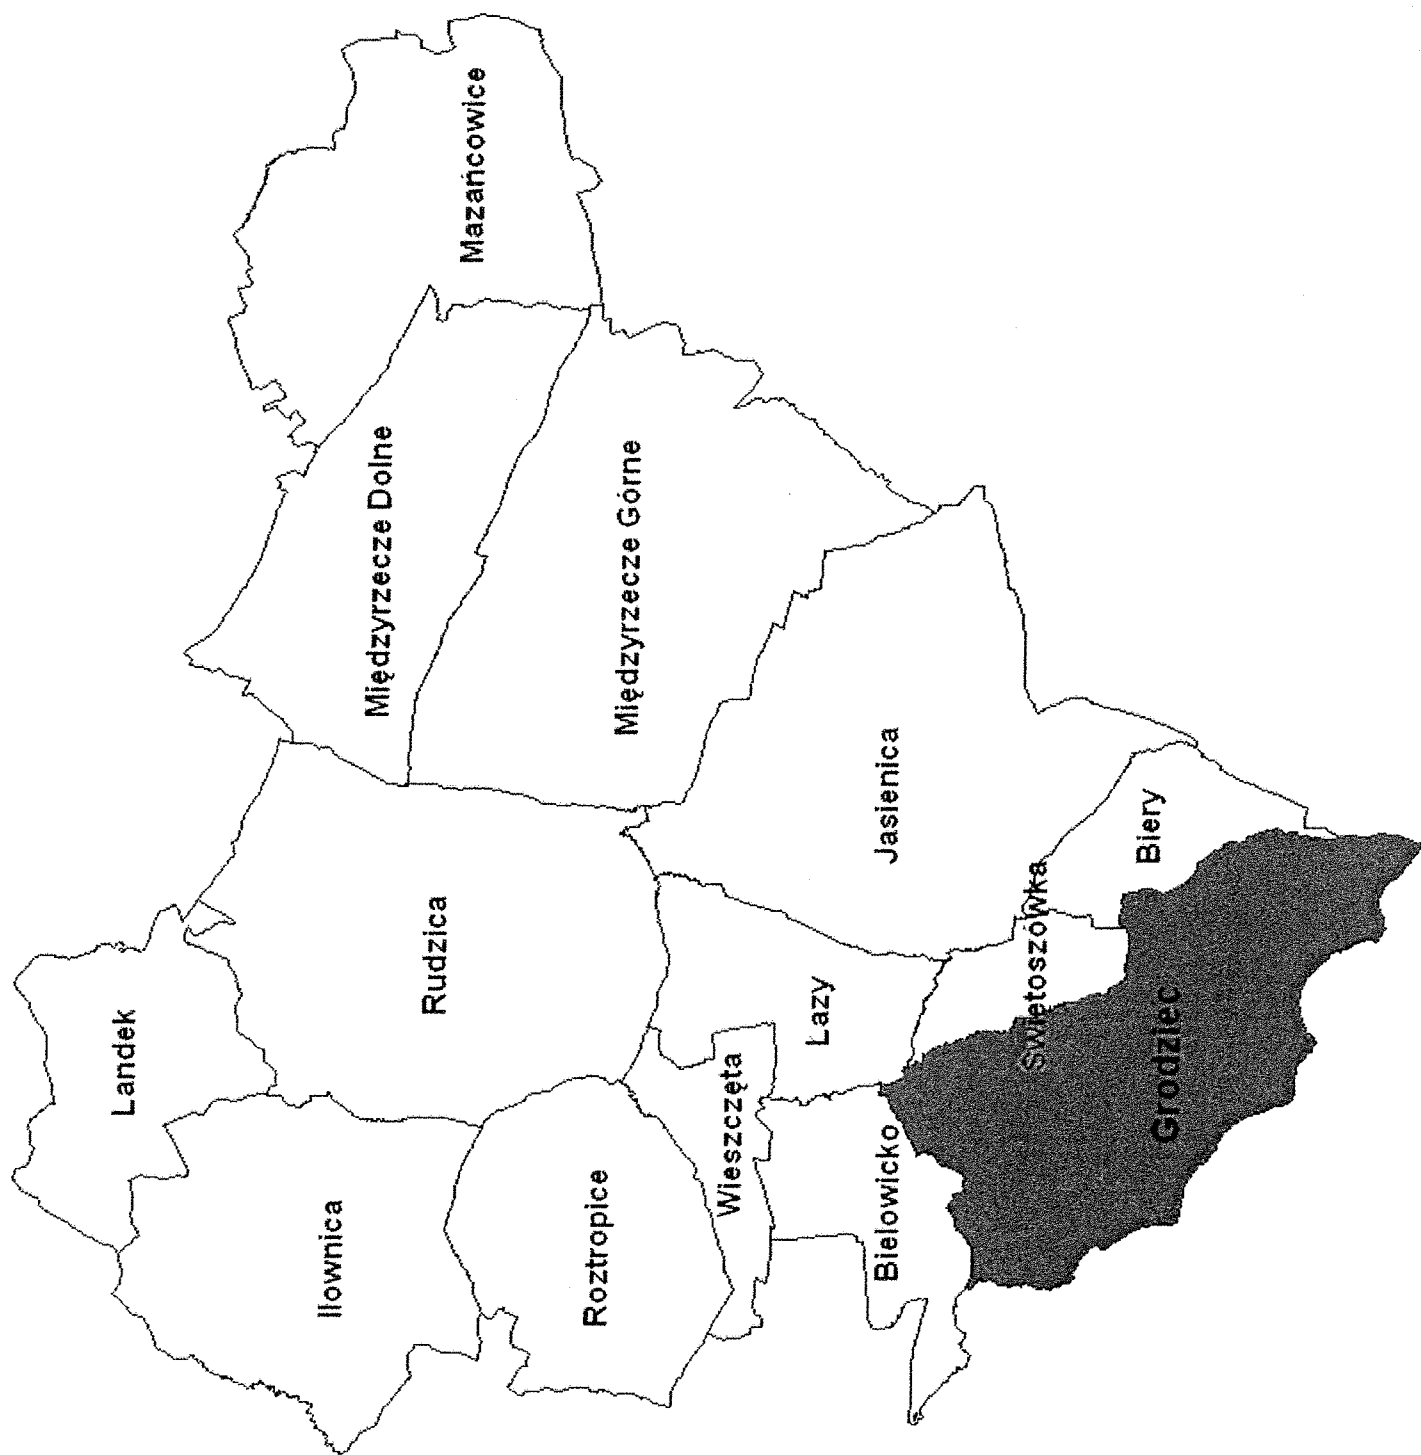 Landek
Iłownica
Rudzica
Roztropice
Międzyrzecze Dolne
Mazańcowice
Międzyrzecze Górne
Wieszczęta
Łazy
Bielowicko
Jasienica
Świętoszówka
Biery
Grodziec